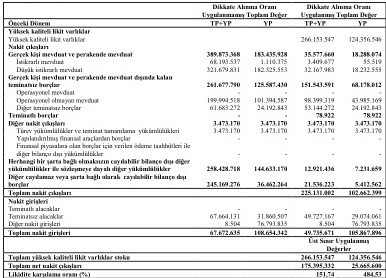 Dikkate Alınma Oranı Dikkate Alınma Oranı
Uygulanmamış Toplam Değer Uygulanmış Toplam Değer
Önceki Dönem TP+YP YP TP+YP YP
Yüksek kaliteli likit varlıklar
Yüksek kaliteli likit varlıklar 266.153.547 124.356.546
Nakit çıkışları
Gerçek kişi mevduat ve perakende mevduat 389.873.368 183.435.928 35.577.660 18.288.074
İstikrarlı mevduat 68.193.537 1.110.375 3.409.677 55.519
Düşük istikrarlı mevduat 321.679.831 182.325.553 32.167.983 18.232.555
Gerçek kişi mevduat ve perakende mevduat dışında kalan
teminatsız borçlar 261.677.790 125.587.430 151.543.591 68.178.012
Operasyonel mevduat - - - -
Operasyonel olmayan mevduat 199.994.518 101.394.587 98.399.319 43.985.169
Diğer teminatsız borçlar 61.683.272 24.192.843 53.144.272 24.192.843
Teminatlı borçlar 78.922 78.922
Diğer nakit çıkışları 3.473.170 3.473.170 3.473.170 3.473.170
Türev yükümlülükler ve teminat tamamlama yükümlülükleri 3.473.170 3.473.170 3.473.170 3.473.170
Yapılandırılmış finansal araçlardan borçlar - - - -
Finansal piyasalara olan borçlar için verilen ödeme taahhütleri ile
diğer bilanço dışı yükümlülükler - - - -
Herhangi bir şarta bağlı olmaksızın cayılabilir bilanço dışı diğer
yükümlülükler ile sözleşmeye dayalı diğer yükümlülükler 258.428.718 144.633.170 12.921.436 7.231.659
Diğer cayılamaz veya şarta bağlı olarak cayılabilir bilanço dışı
borçlar 245.169.276 36.462.264 21.536.223 5.412.562
Toplam nakit çıkışları 225.131.002 102.662.399
Nakit girişleri
Teminatlı alacaklar - - - -
Teminatsız alacaklar 67.664.131 31.860.507 49.727.167 29.074.061
Diğer nakit girişleri 8.504 76.793.835 8.504 76.793.835
Toplam nakit girişleri 67.672.635 108.654.342 49.735.671 105.867.896
Üst Sınır Uygulanmış
Değerler
Toplam yüksek kaliteli likit varlıklar stoku 266.153.547 124.356.546
Toplam net nakit çıkışları 175.395.332 25.665.600
Likidite karşılama oranı (%) 151,74 484,53